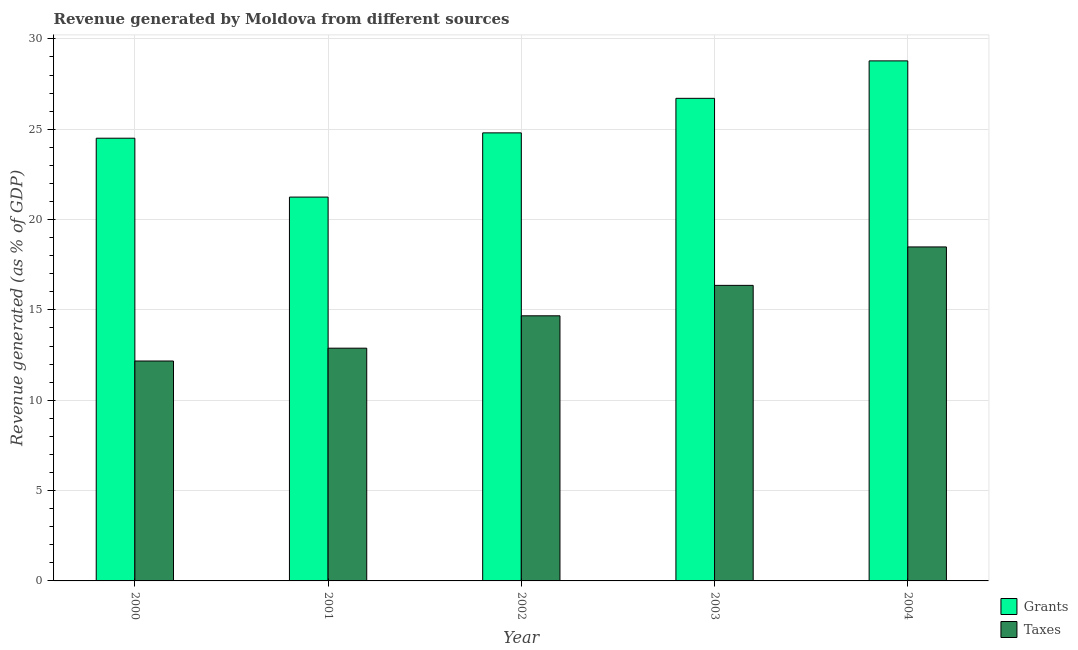 Revenue generated by Moldova from different sources
30
25
20
15
10
5
0
Revenue generated (as % of GDP)
2000
2001
2002
2003
2004
Year
Grants
Taxes